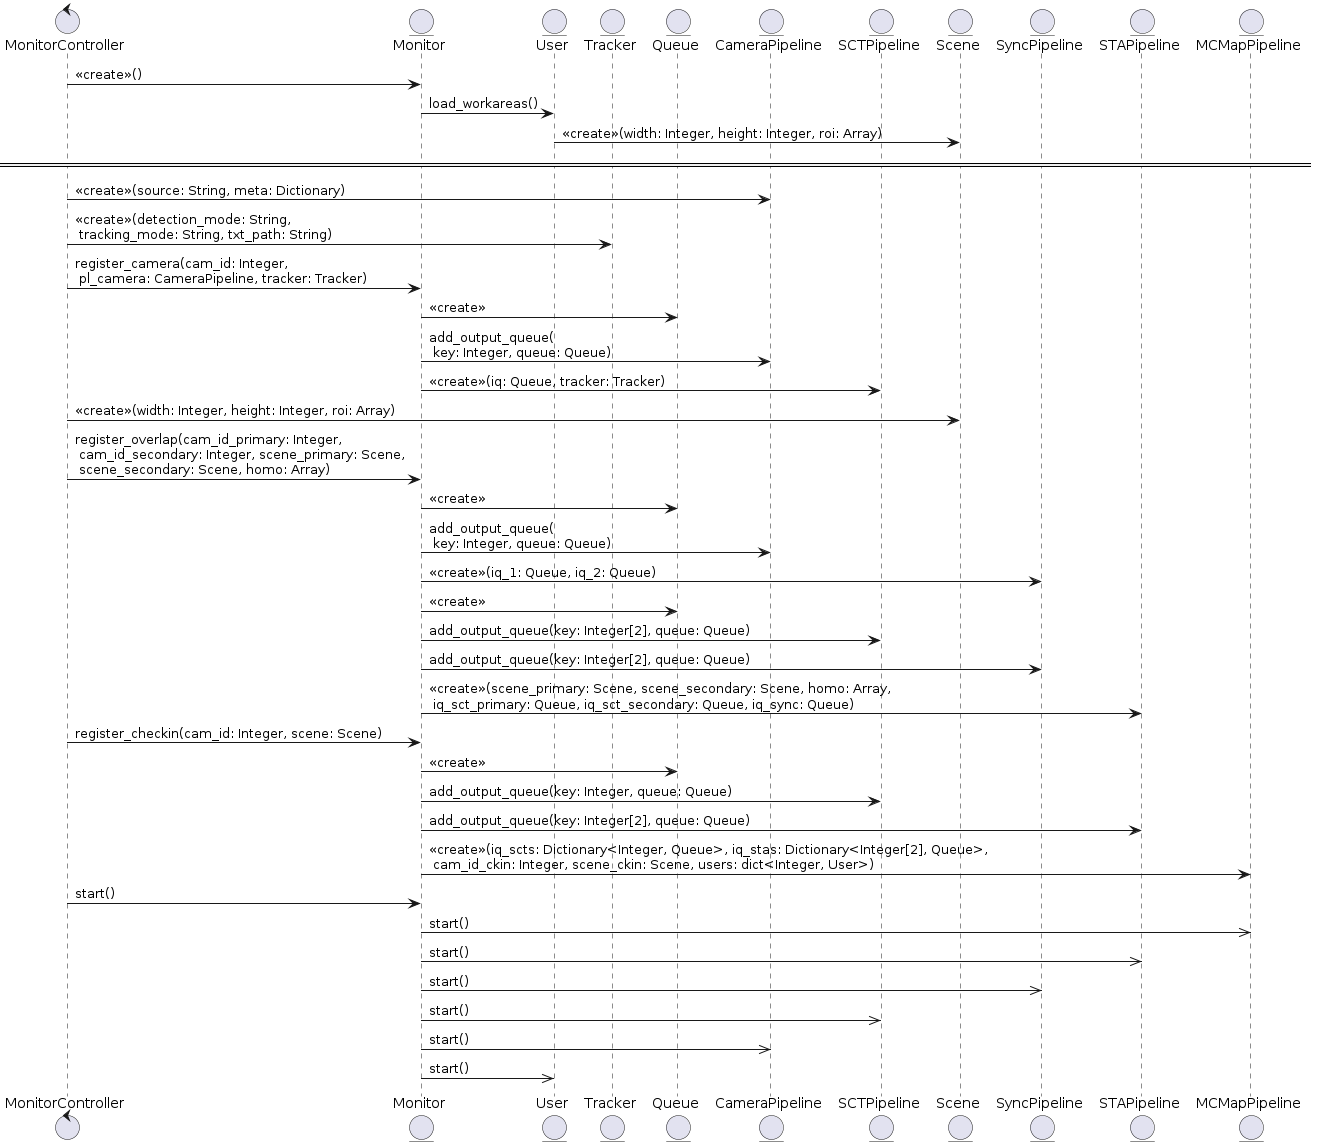 MonitorController Monitor User Tracker Queue CameraPipeline SCTPipeline Scene SyncPipeline STAPipeline MCMapPipeline
«create»()
load_workareas()
«create»(width: Integer, height: Integer, roi: Array)
«create»(source: String, meta: Dictionary)
«create»(detection_mode: String,
tracking_mode: String, txt_path: String)
register_camera(cam_id: Integer,
pl_camera: CameraPipeline, tracker: Tracker)
«create»
add_output_queue(
key: Integer, queue: Queue)
«create»(iq: Queue, tracker: Tracker)
«create»(width: Integer, height: Integer, roi: Array)
register_overlap(cam_id_primary: Integer,
cam_id_secondary: Integer, scene_primary: Scene,
scene_secondary: Scene, homo: Array)
«create»
add_output_queue(
key: Integer, queue: Queue)
«create»(iq_1: Queue, iq_2: Queue)
«create»
add_output_queue(key: Integer[2], queue: Queue)
add_output_queue(key: Integer[2], queue: Queue)
«create»(scene_primary: Scene, scene_secondary: Scene, homo: Array,
iq_sct_primary: Queue, iq_sct_secondary: Queue, iq_sync: Queue)
register_checkin(cam_id: Integer, scene: Scene)
«create»
add_output_queue(key: Integer, queue: Queue)
add_output_queue(key: Integer[2], queue: Queue)
«create»(iq_scts: Dictionary<Integer, Queue>, iq_stas: Dictionary<Integer[2], Queue>,
cam_id_ckin: Integer, scene_ckin: Scene, users: dict<Integer, User>)
start()
start()
start()
start()
start()
start()
start()
MonitorController Monitor User Tracker Queue CameraPipeline SCTPipeline Scene SyncPipeline STAPipeline MCMapPipeline